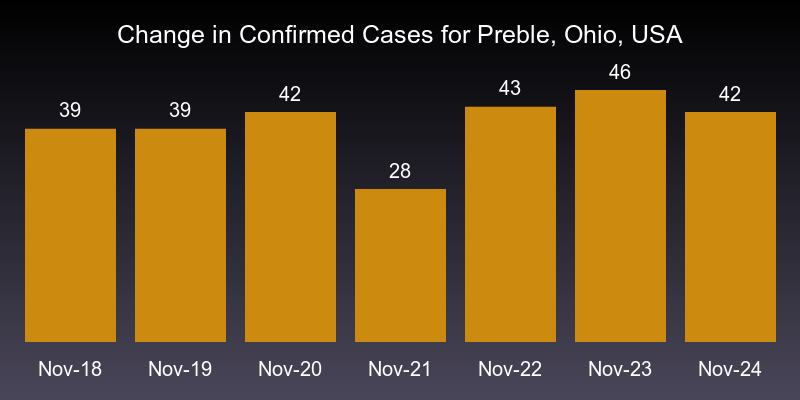 Change in Confirmed Cases for Preble, Ohio, USA
39 39 42 28 43 46 42
Nov-18 Nov-19 Nov-20 Nov-21 Nov-22 Nov-23 Nov-24